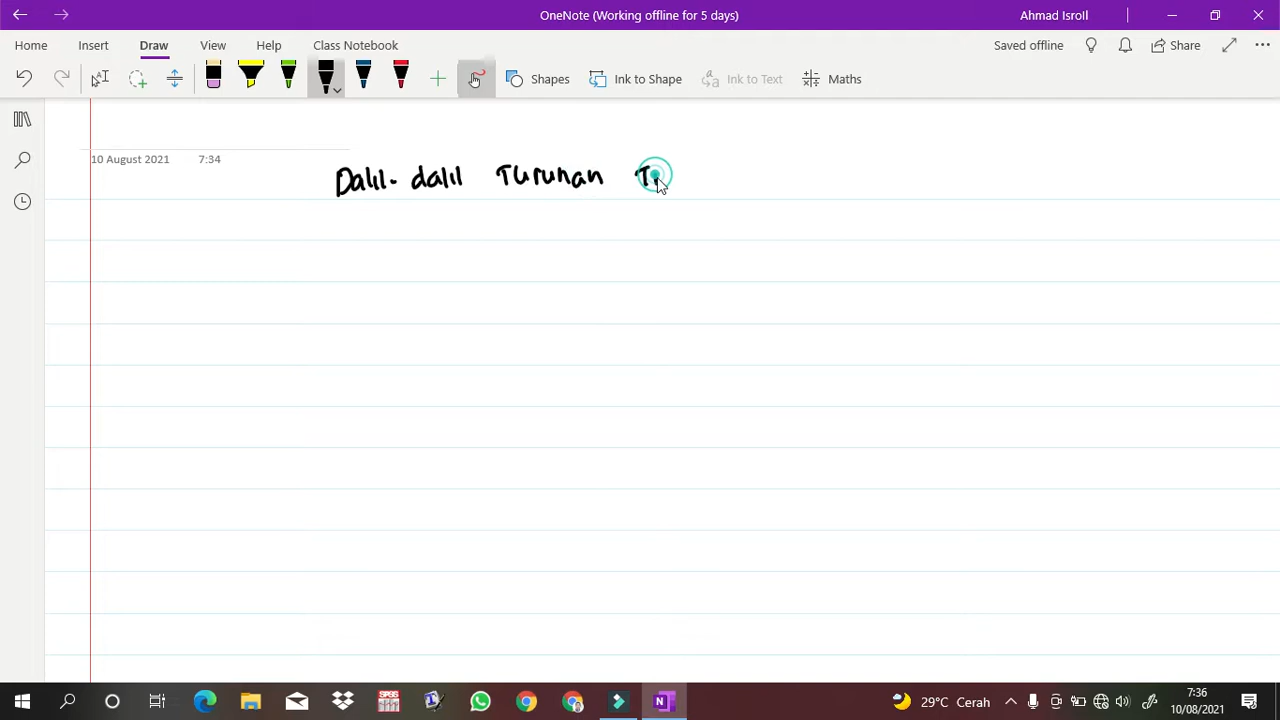 OneNote (Working offline for 5 days)
Ahmad IsroII
Home Insert Draw View Help Class Notebook
Saved offline Share
Shapes Ink to Shape Ink to Text Maths
10 August 2021 7:34
Dalil-dalil Turunan T
29°C Cerah
7:36
10/08/2021